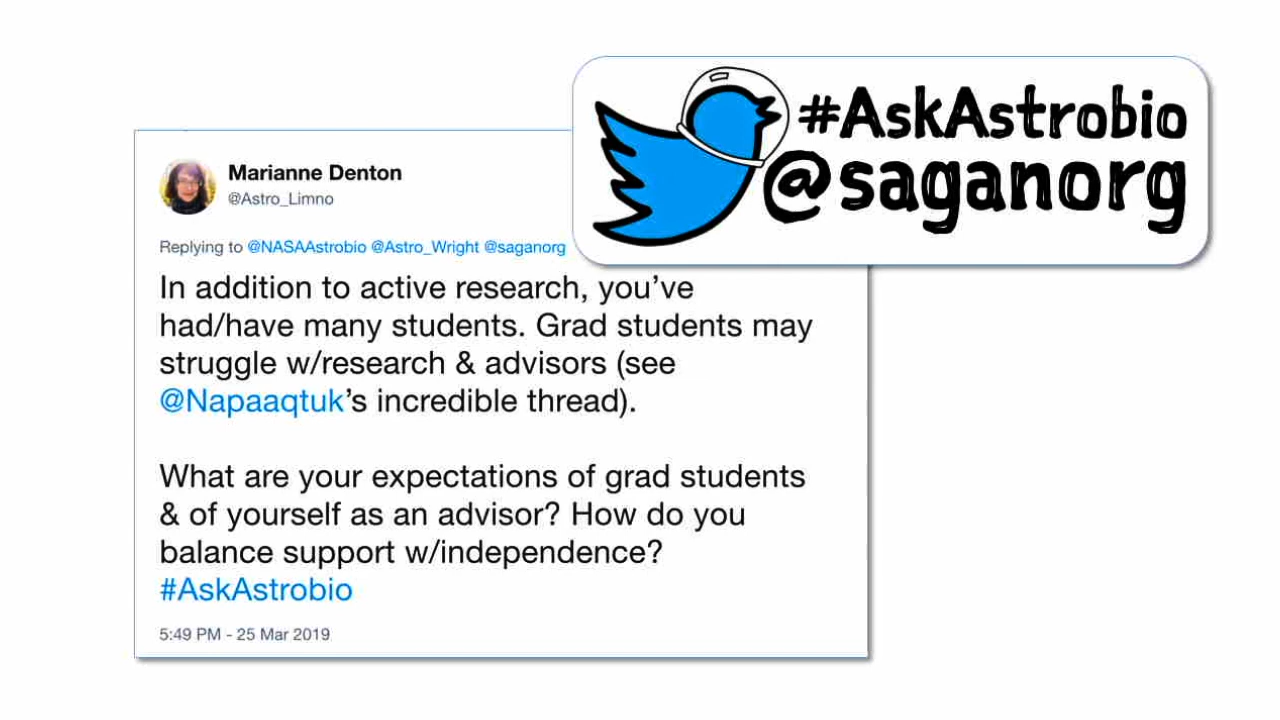 #AskAstrobio
@saganorg
Marianne Denton
@Astro_Limno
Replying to @NASAAstrobio @Astro_Wright @saganorg
In addition to active research, you’ve
had/have many students. Grad students may
struggle w/research & advisors (see
@Napaaqtuk’s incredible thread).
What are your expectations of grad students
& of yourself as an advisor? How do you
balance support w/independence?
#AskAstrobio
5:49 PM - 25 Mar 2019